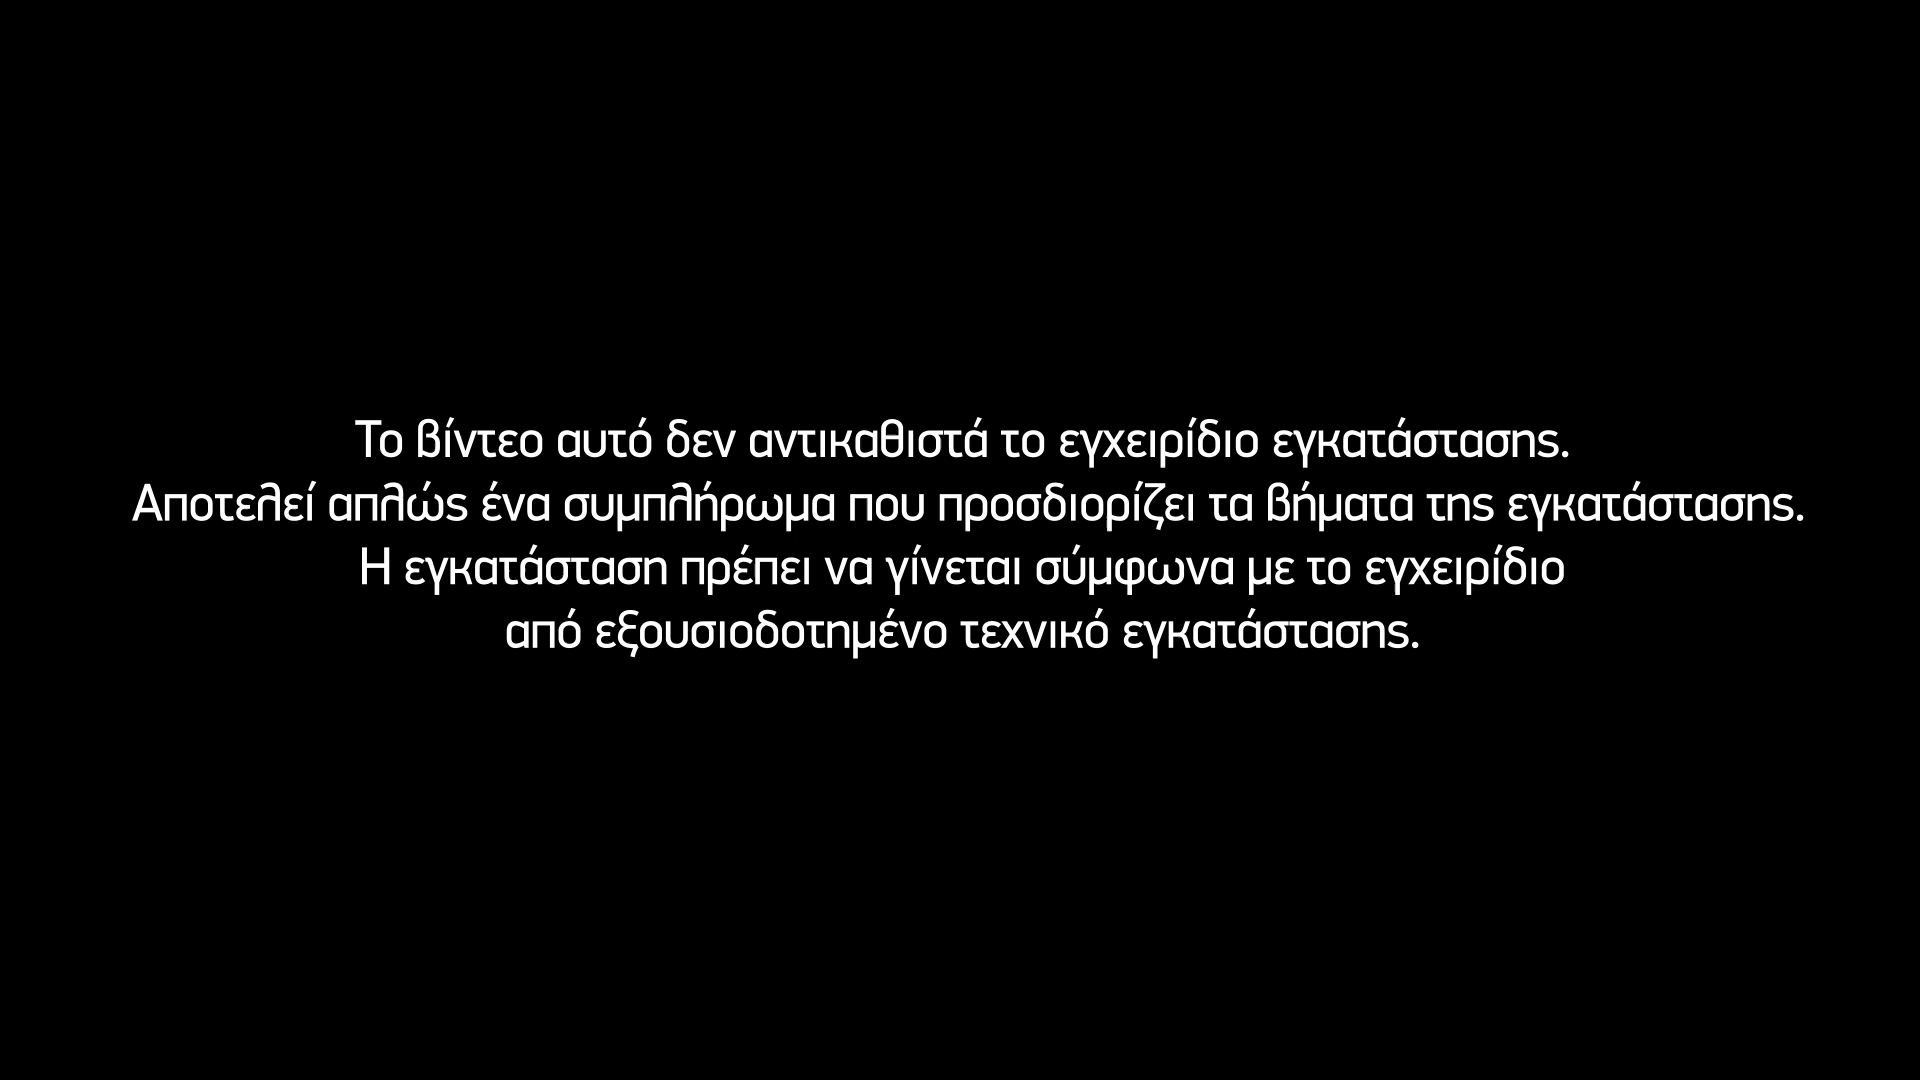 Το βίντεο αυτό δεν αντικαθιστά το εγχειρίδιο εγκατάστασης.
Αποτελεί απλώς ένα συμπλήρωμα που προσδιορίζει τα βήματα της εγκατάστασης.
Η εγκατάσταση πρέπει να γίνεται σύμφωνα με το εγχειρίδιο
από εξουσιοδοτημένο τεχνικό εγκατάστασης.